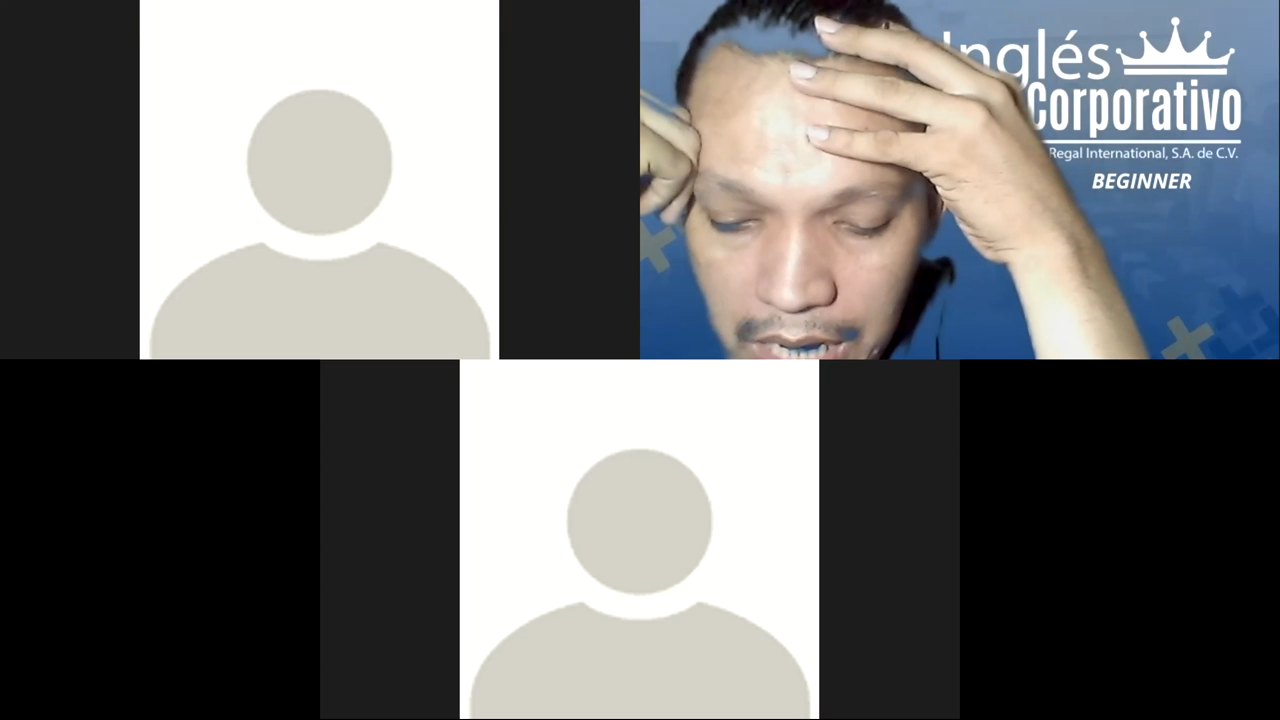 Inglés
Corporativo
Regal International, S.A. de C.V.
BEGINNER